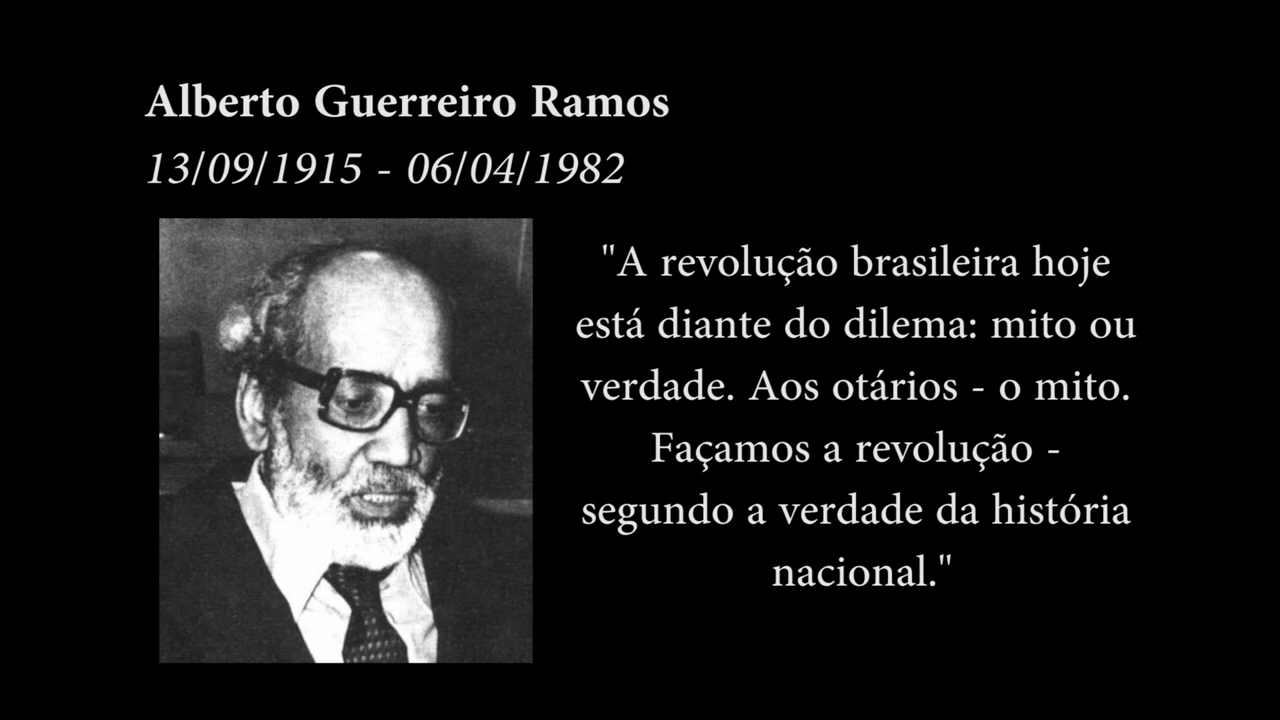 Alberto Guerreiro Ramos
13/09/1915 - 06/04/1982
"A revolução brasileira hoje
está diante do dilema: mito ou
verdade. Aos otários - o mito.
Façamos a revolução -
segundo a verdade da história
nacional."